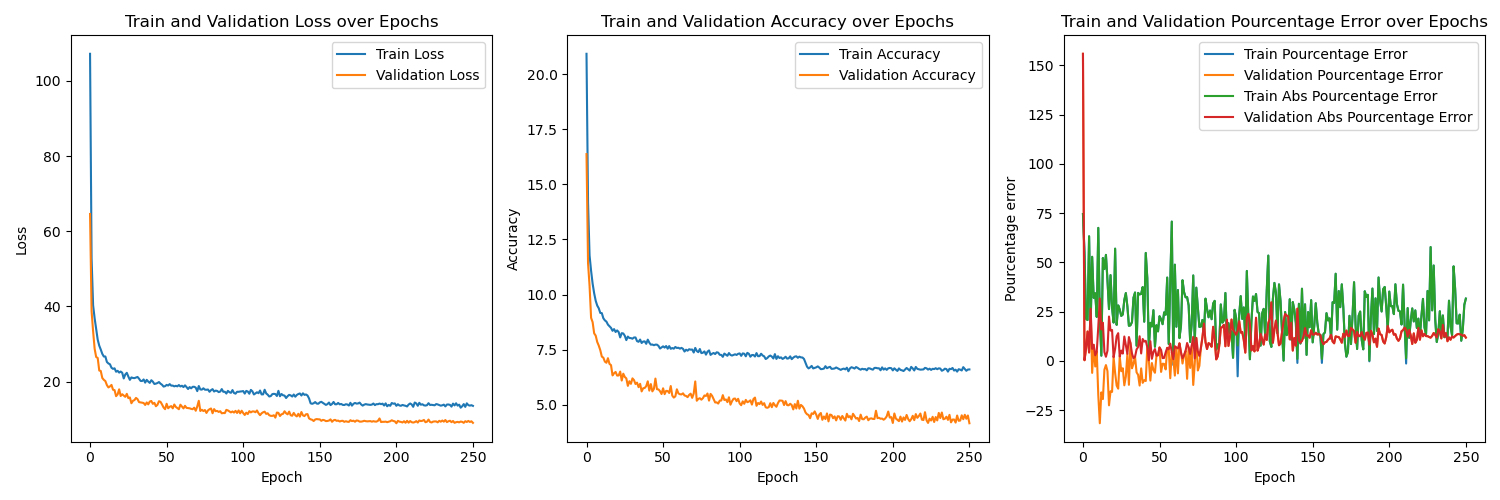 Train and Validation Loss over Epochs
Train Loss
Validation Loss
100
80
60
40
20
Loss
0 50 100 150 200 250
Epoch
Train and Validation Accuracy over Epochs
Train Accuracy
Validation Accuracy
20.0
17.5
15.0
12.5
10.0
7.5
5.0
Accuracy
0 50 100 150 200 250
Epoch
Train and Validation Pourcentage Error over Epochs
Train Pourcentage Error
Validation Pourcentage Error
Train Abs Pourcentage Error
Validation Abs Pourcentage Error
150
125
100
75
50
25
0
−25
Pourcentage error
0 50 100 150 200 250
Epoch